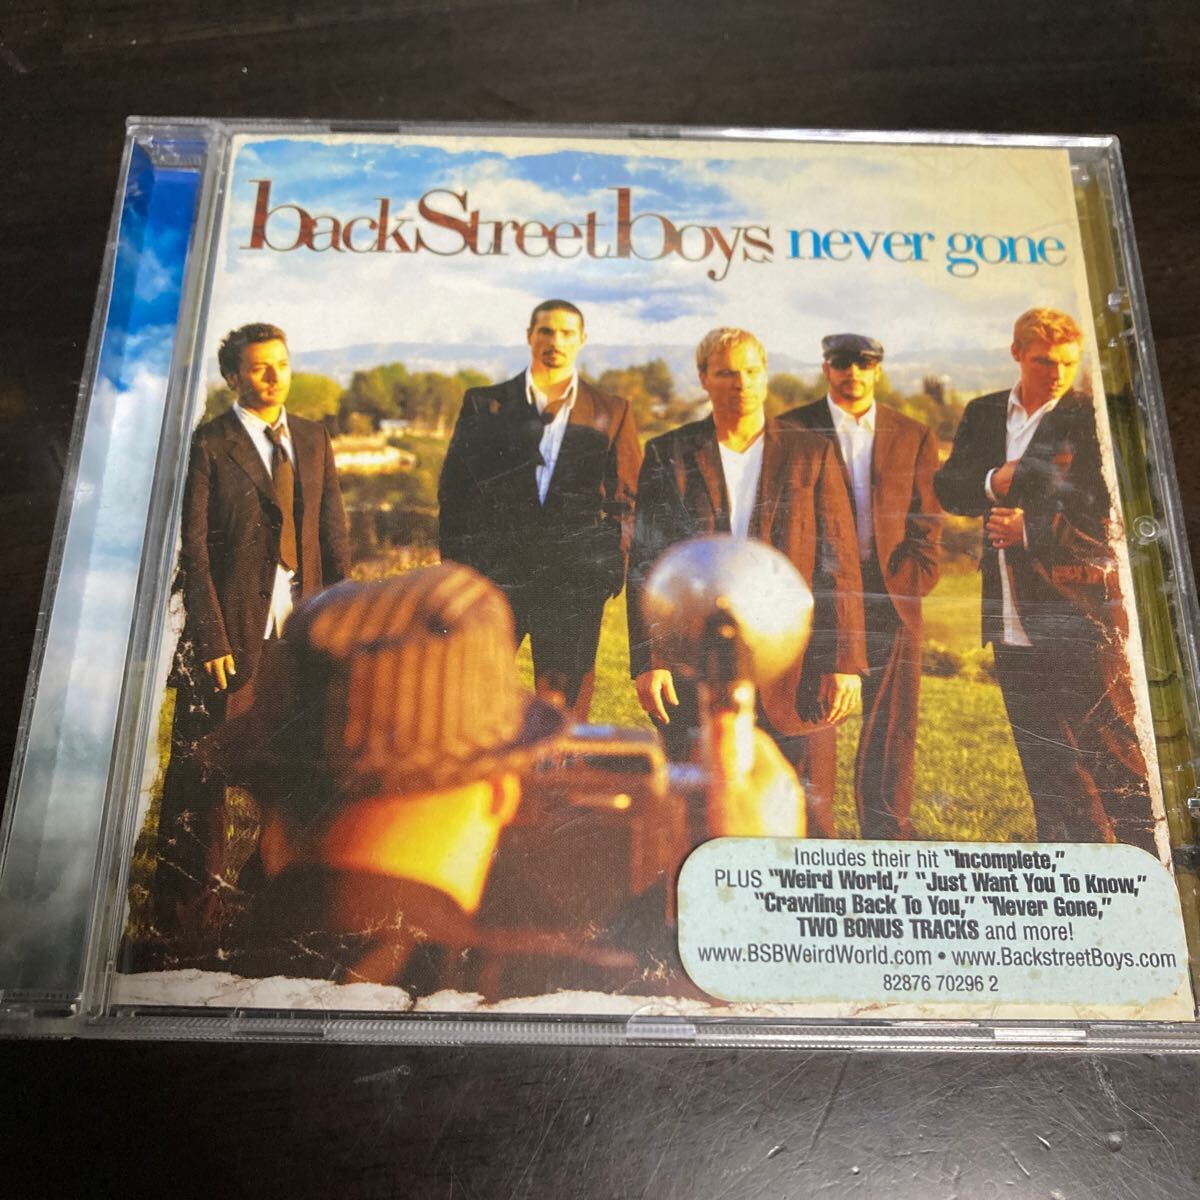 backStreetboys never gone
Includes their hit "Incomplete,"
PLUS "Weird World," "Just Want You To Know,"
"Crawling Back To You," "Never Gone,"
TWO BONUS TRACKS and more!
www.BSBWeirdWorld.com • www.BackstreetBoys.com
82876 70296 2